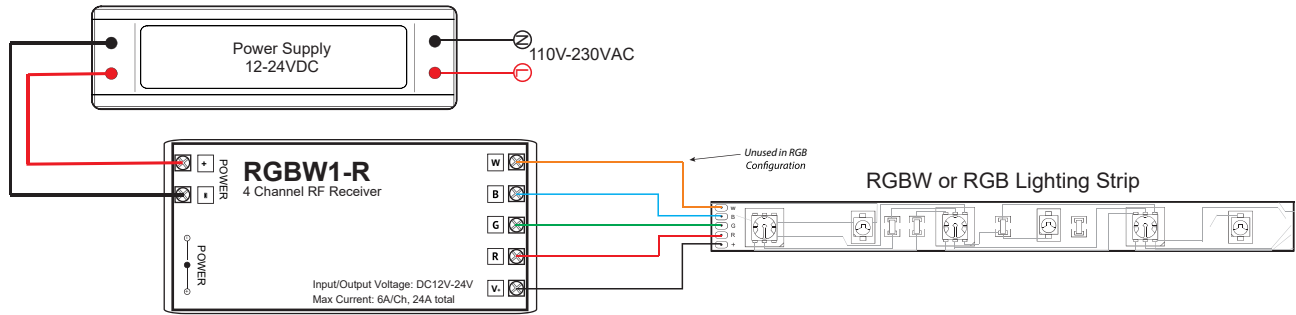 Power Supply
12-24VDC
N
110V-230VAC
L
RGBW1-R
4 Channel RF Receiver
+
POWER
-
POWER
W
B
G
R
V+
Input/Output Voltage: DC12V-24V
Max Current: 6A/Ch, 24A total
Unused in RGB
Configuration
RGBW or RGB Lighting Strip
W
B
G
R
+